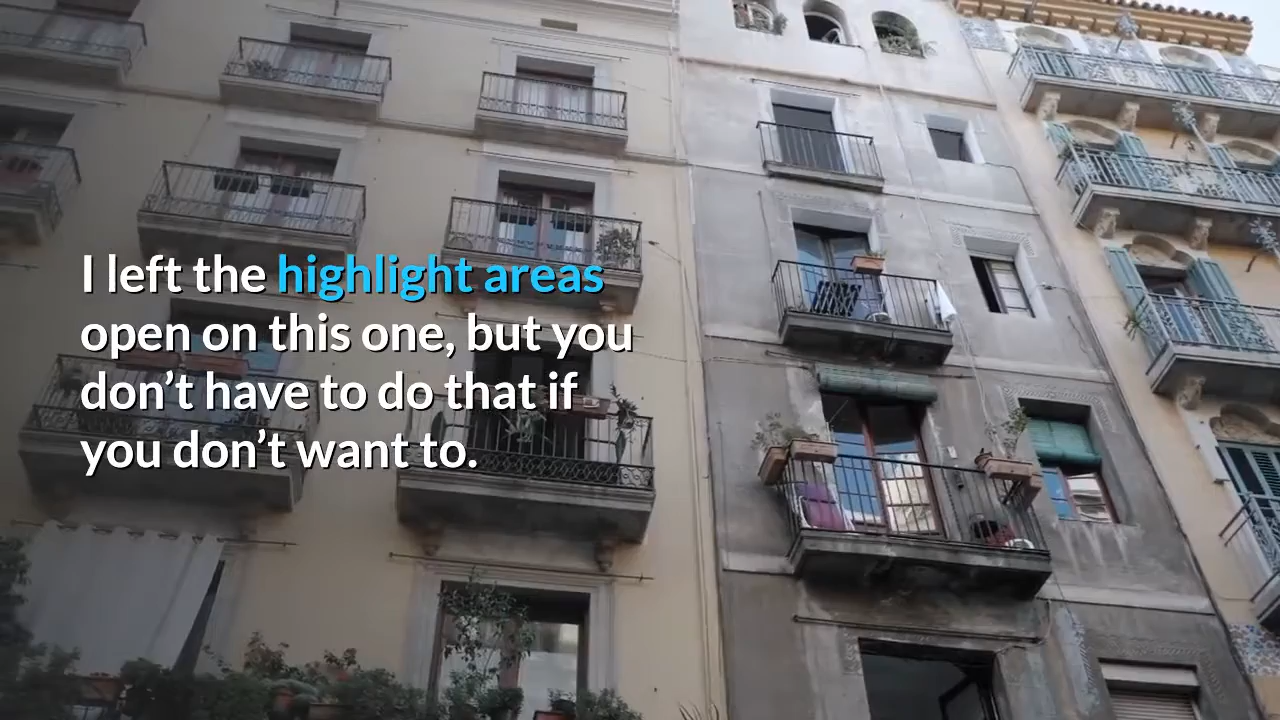 I left the highlight areas
open on this one, but you
don’t have to do that if
you don’t want to.